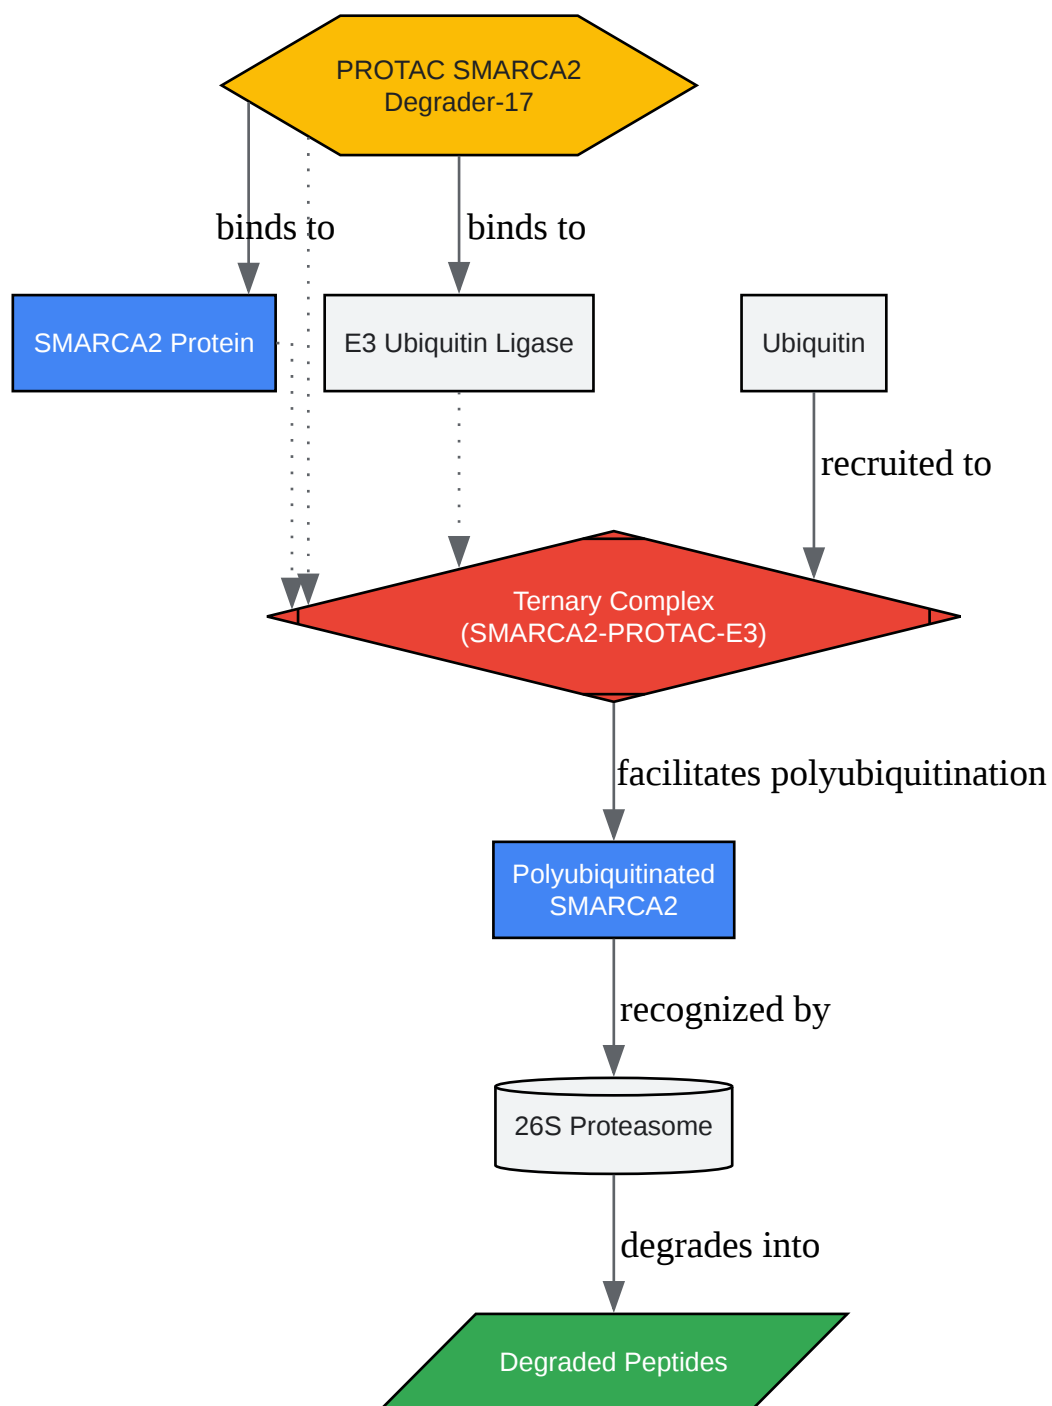 PROTAC SMARCA2
Degrader-17
binds to
binds to
SMARCA2 Protein
E3 Ubiquitin Ligase
Ubiquitin
recruited to
Ternary Complex
(SMARCA2-PROTAC-E3)
facilitates polyubiquitination
Polyubiquitinated
SMARCA2
recognized by
26S Proteasome
degrades into
Degraded Peptides